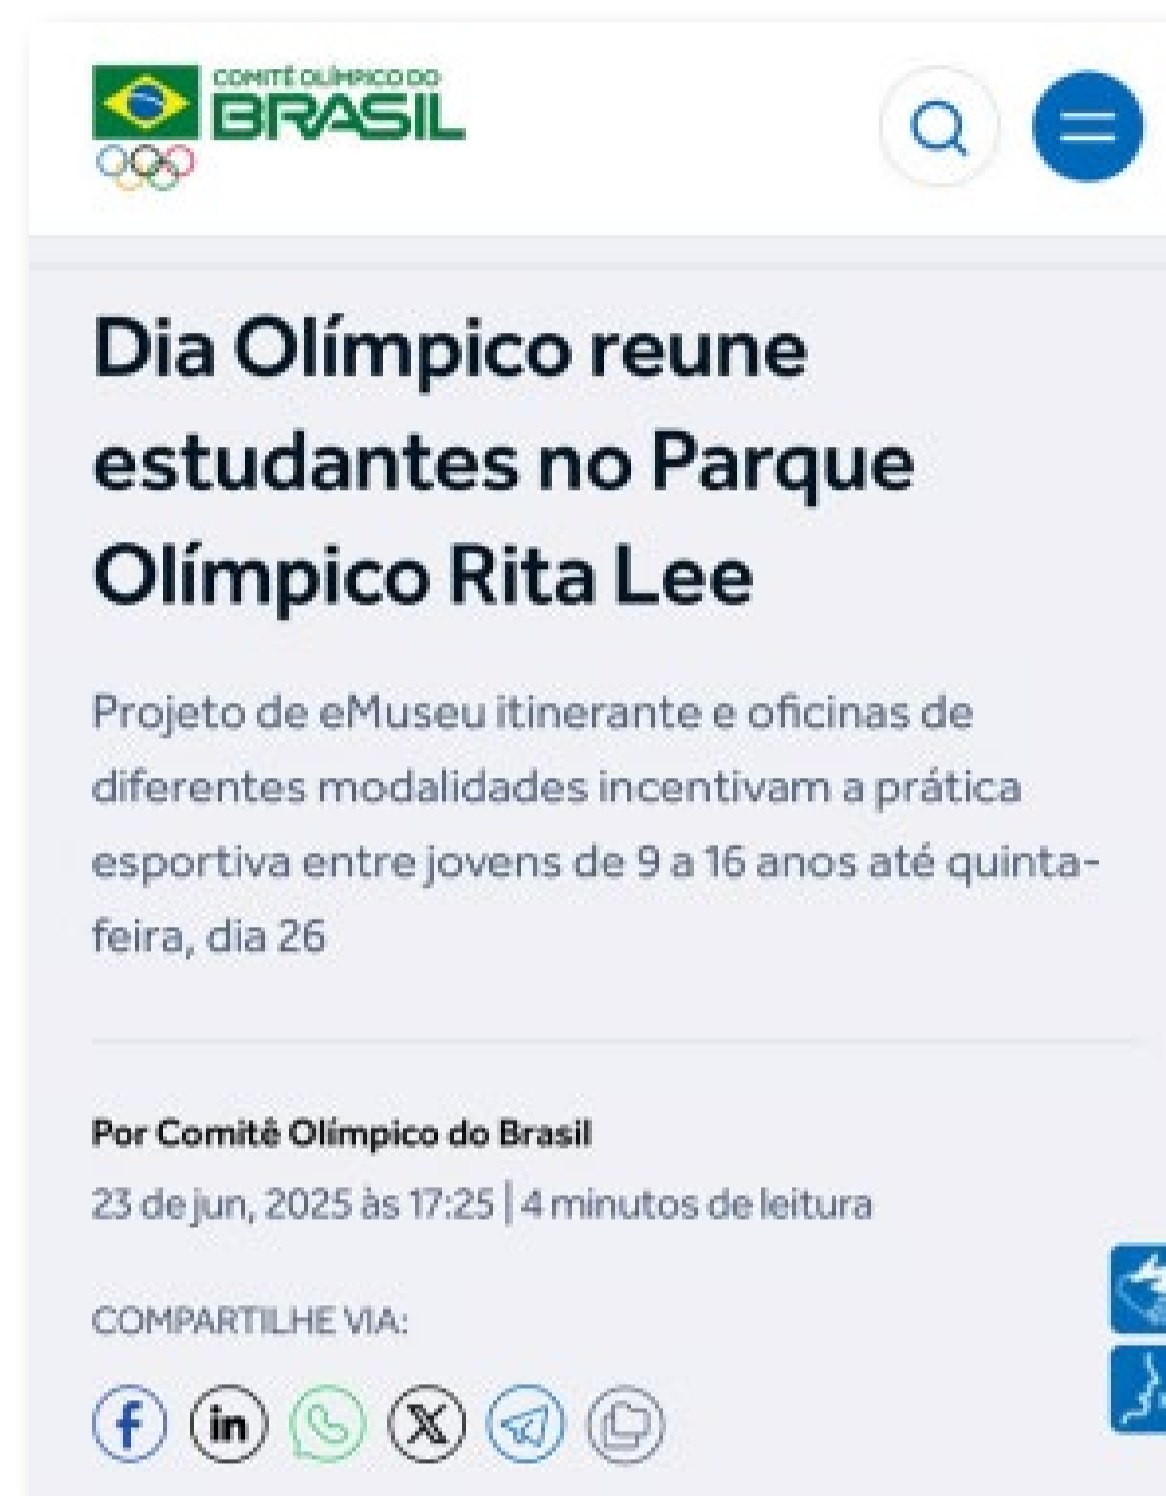 COMITÊ OLÍMPICO DO
BRASIL
Dia Olímpico reune
estudantes no Parque
Olímpico Rita Lee
Projeto de eMuseu itinerante e oficinas de
diferentes modalidades incentivam a prática
esportiva entre jovens de 9 a 16 anos até quinta-
feira, dia 26
Por Comitê Olímpico do Brasil
23 de jun, 2025 às 17:25 | 4 minutos de leitura
COMPARTILHE VIA: